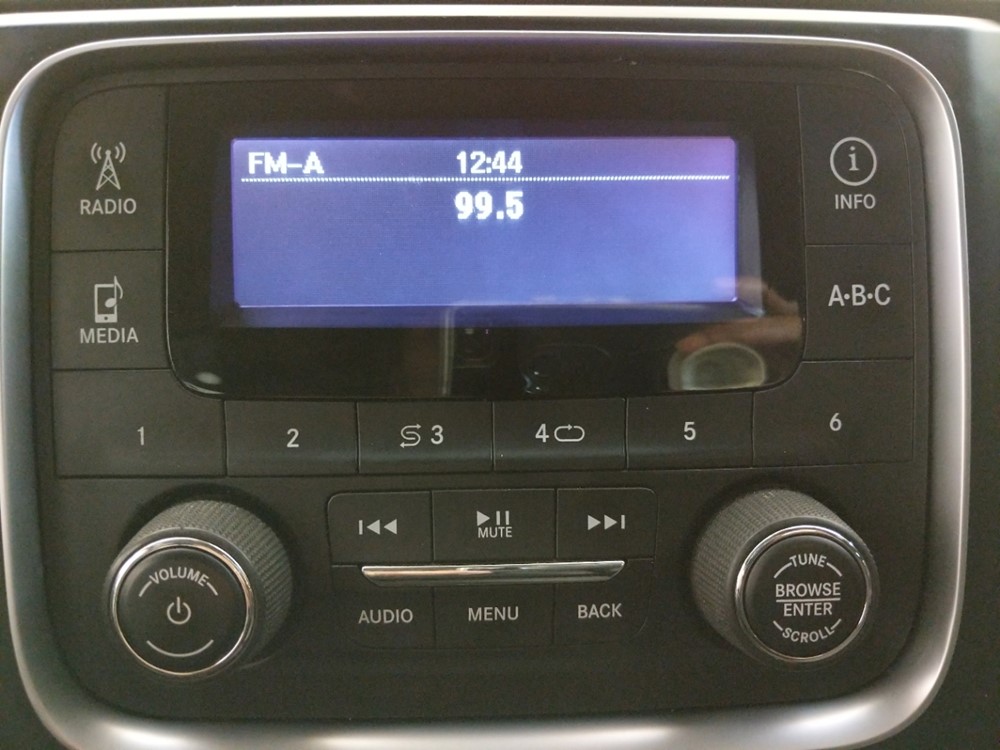 FM-A 12:44
99.5
RADIO
INFO
MEDIA
A·B·C
1 2 3 4 5 6
MUTE
VOLUME
AUDIO MENU BACK
TUNE
BROWSE
ENTER
SCROLL